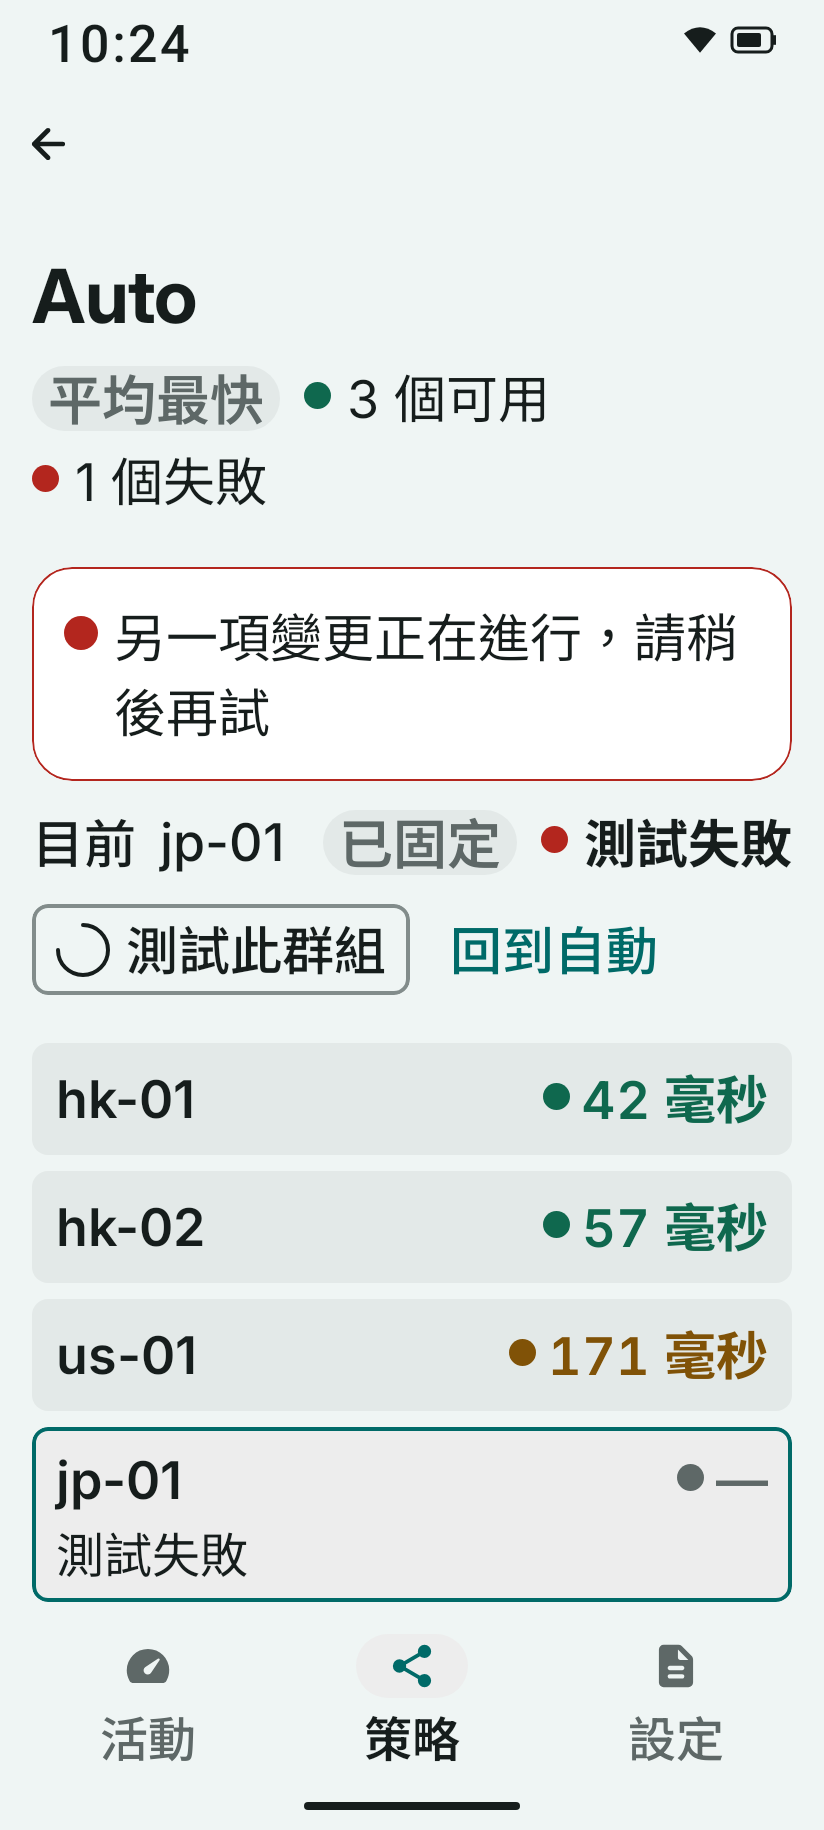 10:24
Auto
平均最快 3 個可用
1 個失敗
另一項變更正在進行，請稍
後再試
目前 jp-01 已固定 測試失敗
測試此群組 回到自動
hk-01 42 毫秒
hk-02 57 毫秒
us-01 171 毫秒
jp-01 —
測試失敗
活動 策略 設定